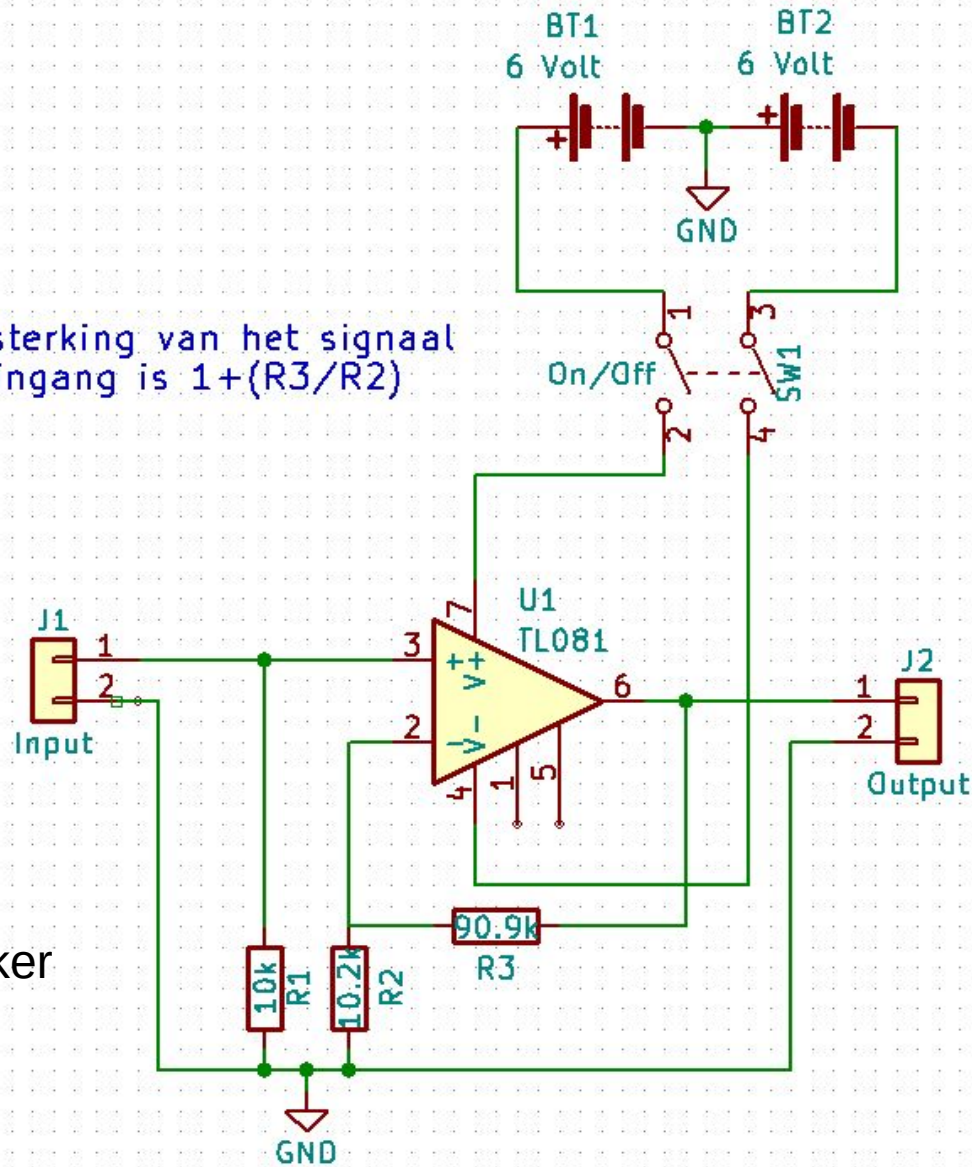 BT1
6 Volt
BT2
6 Volt
+
+
GND
sterking van het signaal
ingang is 1+(R3/R2)
1
3
On/Off
SW1
2
4
U1
TL081
7
J1
1
2
Input
3
2
+
V+
-
V-
6
4
1
5
J2
1
2
Output
90.9k
R3
ker
10k
R1
10.2k
R2
GND